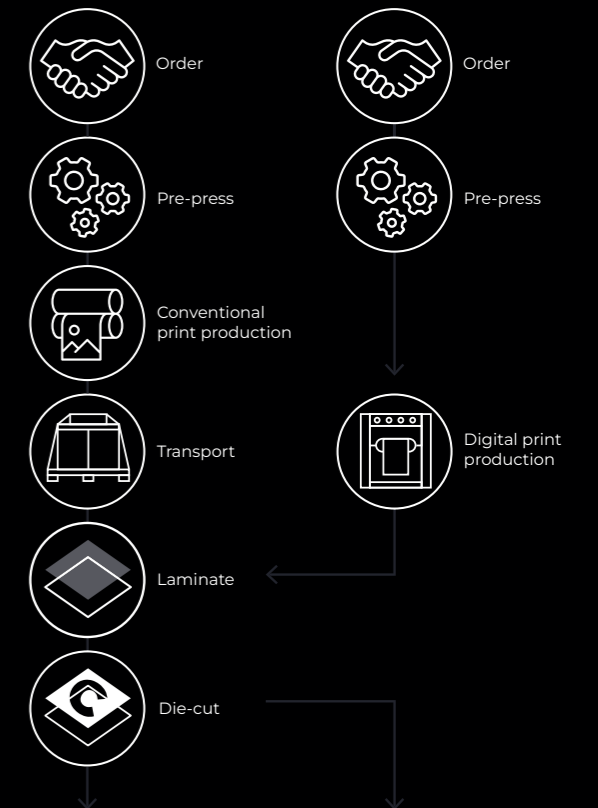 Order
Order
Pre-press
Pre-press
Conventional
print production
Transport
Digital print
production
Laminate
Die-cut